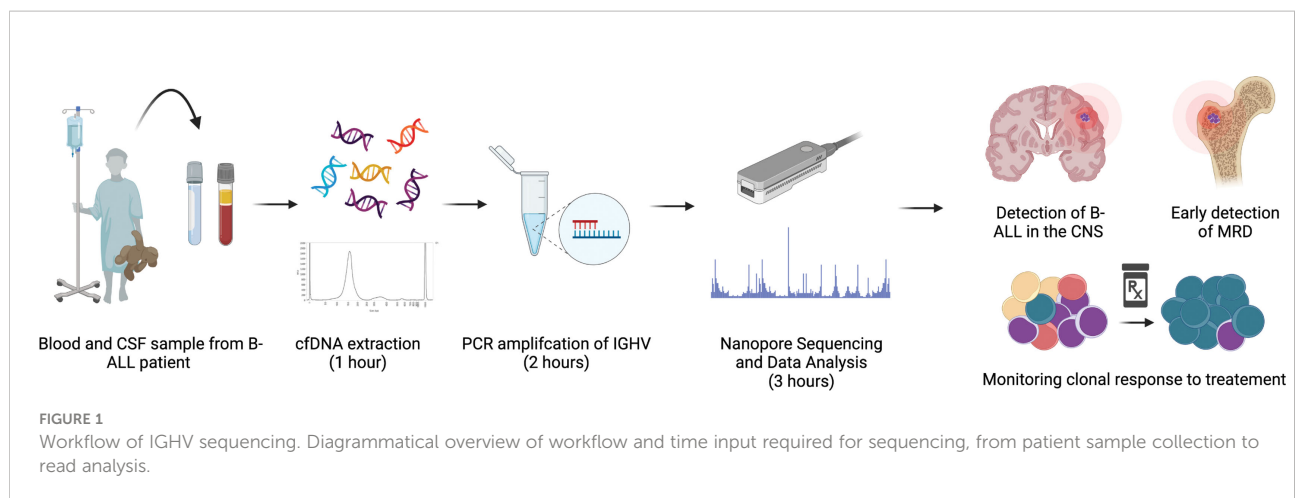 Blood and CSF sample from B-
ALL patient
cfDNA extraction
(1 hour)
PCR amplifcation of IGHV
(2 hours)
Nanopore Sequencing
and Data Analysis
(3 hours)
Detection of B-
ALL in the CNS
Early detection
of MRD
Rx
Monitoring clonal response to treatement
FIGURE 1
Workflow of IGHV sequencing. Diagrammatical overview of workflow and time input required for sequencing, from patient sample collection to
read analysis.